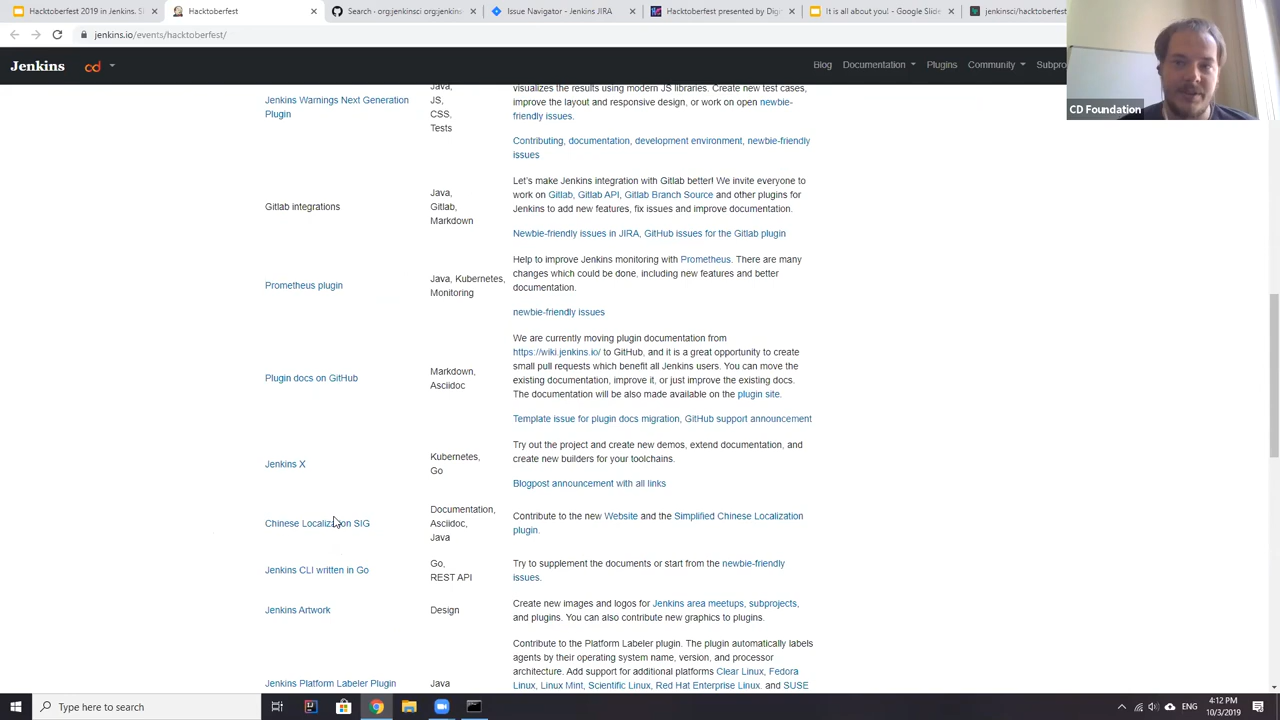 Hacktoberfest 2019 in Jenkins. S
Hacktoberfest
Search · org:jenkinsci org:jenkins
Issue Navigator - Jenkins JIRA
Hacktoberfest presented by Digi
It is all about you! - Google Slide
jenkinsci/hacktoberfest
jenkins.io/events/hacktoberfest/
Jenkins
cd
Blog
Documentation
Plugins
Community
Subpro
CD Foundation
Jenkins Warnings Next Generation
Plugin
Java,
JS,
CSS,
Tests
visualizes the results using modern JS libraries. Create new test cases,
improve the layout and responsive design, or work on open newbie-
friendly issues.
Contributing, documentation, development environment, newbie-friendly
issues
Gitlab integrations
Java,
Gitlab,
Markdown
Let's make Jenkins integration with Gitlab better! We invite everyone to
work on Gitlab, Gitlab API, Gitlab Branch Source and other plugins for
Jenkins to add new features, fix issues and improve documentation.
Newbie-friendly issues in JIRA, GitHub issues for the Gitlab plugin
Prometheus plugin
Java, Kubernetes,
Monitoring
Help to improve Jenkins monitoring with Prometheus. There are many
changes which could be done, including new features and better
documentation.
newbie-friendly issues
Plugin docs on GitHub
Markdown,
Asciidoc
We are currently moving plugin documentation from
https://wiki.jenkins.io/ to GitHub, and it is a great opportunity to create
small pull requests which benefit all Jenkins users. You can move the
existing documentation, improve it, or just improve the existing docs.
The documentation will be also made available on the plugin site.
Template issue for plugin docs migration, GitHub support announcement
Jenkins X
Kubernetes,
Go
Try out the project and create new demos, extend documentation, and
create new builders for your toolchains.
Blogpost announcement with all links
Chinese Localization SIG
Documentation,
Asciidoc,
Java
Contribute to the new Website and the Simplified Chinese Localization
plugin.
Jenkins CLI written in Go
Go,
REST API
Try to supplement the documents or start from the newbie-friendly
issues.
Jenkins Artwork
Design
Create new images and logos for Jenkins area meetups, subprojects,
and plugins. You can also contribute new graphics to plugins.
Jenkins Platform Labeler Plugin
Java
Contribute to the Platform Labeler plugin. The plugin automatically labels
agents by their operating system name, version, and processor
architecture. Add support for additional platforms Clear Linux, Fedora
Linux, Linux Mint, Scientific Linux, Red Hat Enterprise Linux. and SUSE
Type here to search
ENG
4:12 PM
10/3/2019